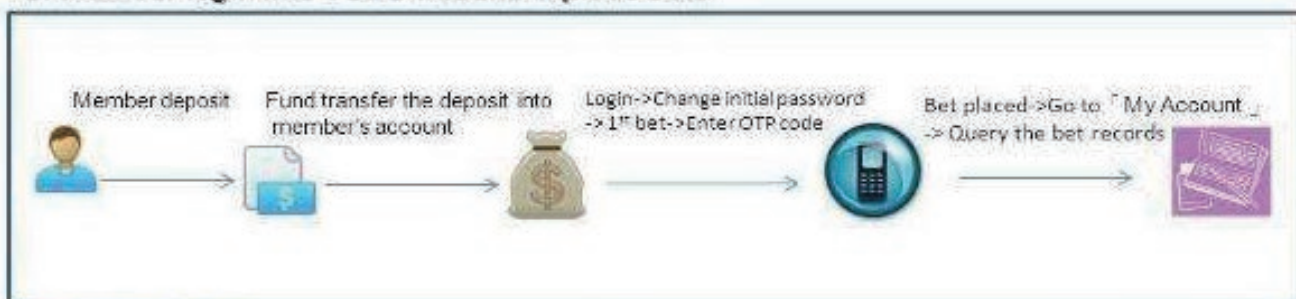 Member deposit
Fund transfer the deposit into
member's account
Login->Change initial password
-> 1st bet->Enter OTP code
Bet placed->Go to「My Account」
-> Query the bet records